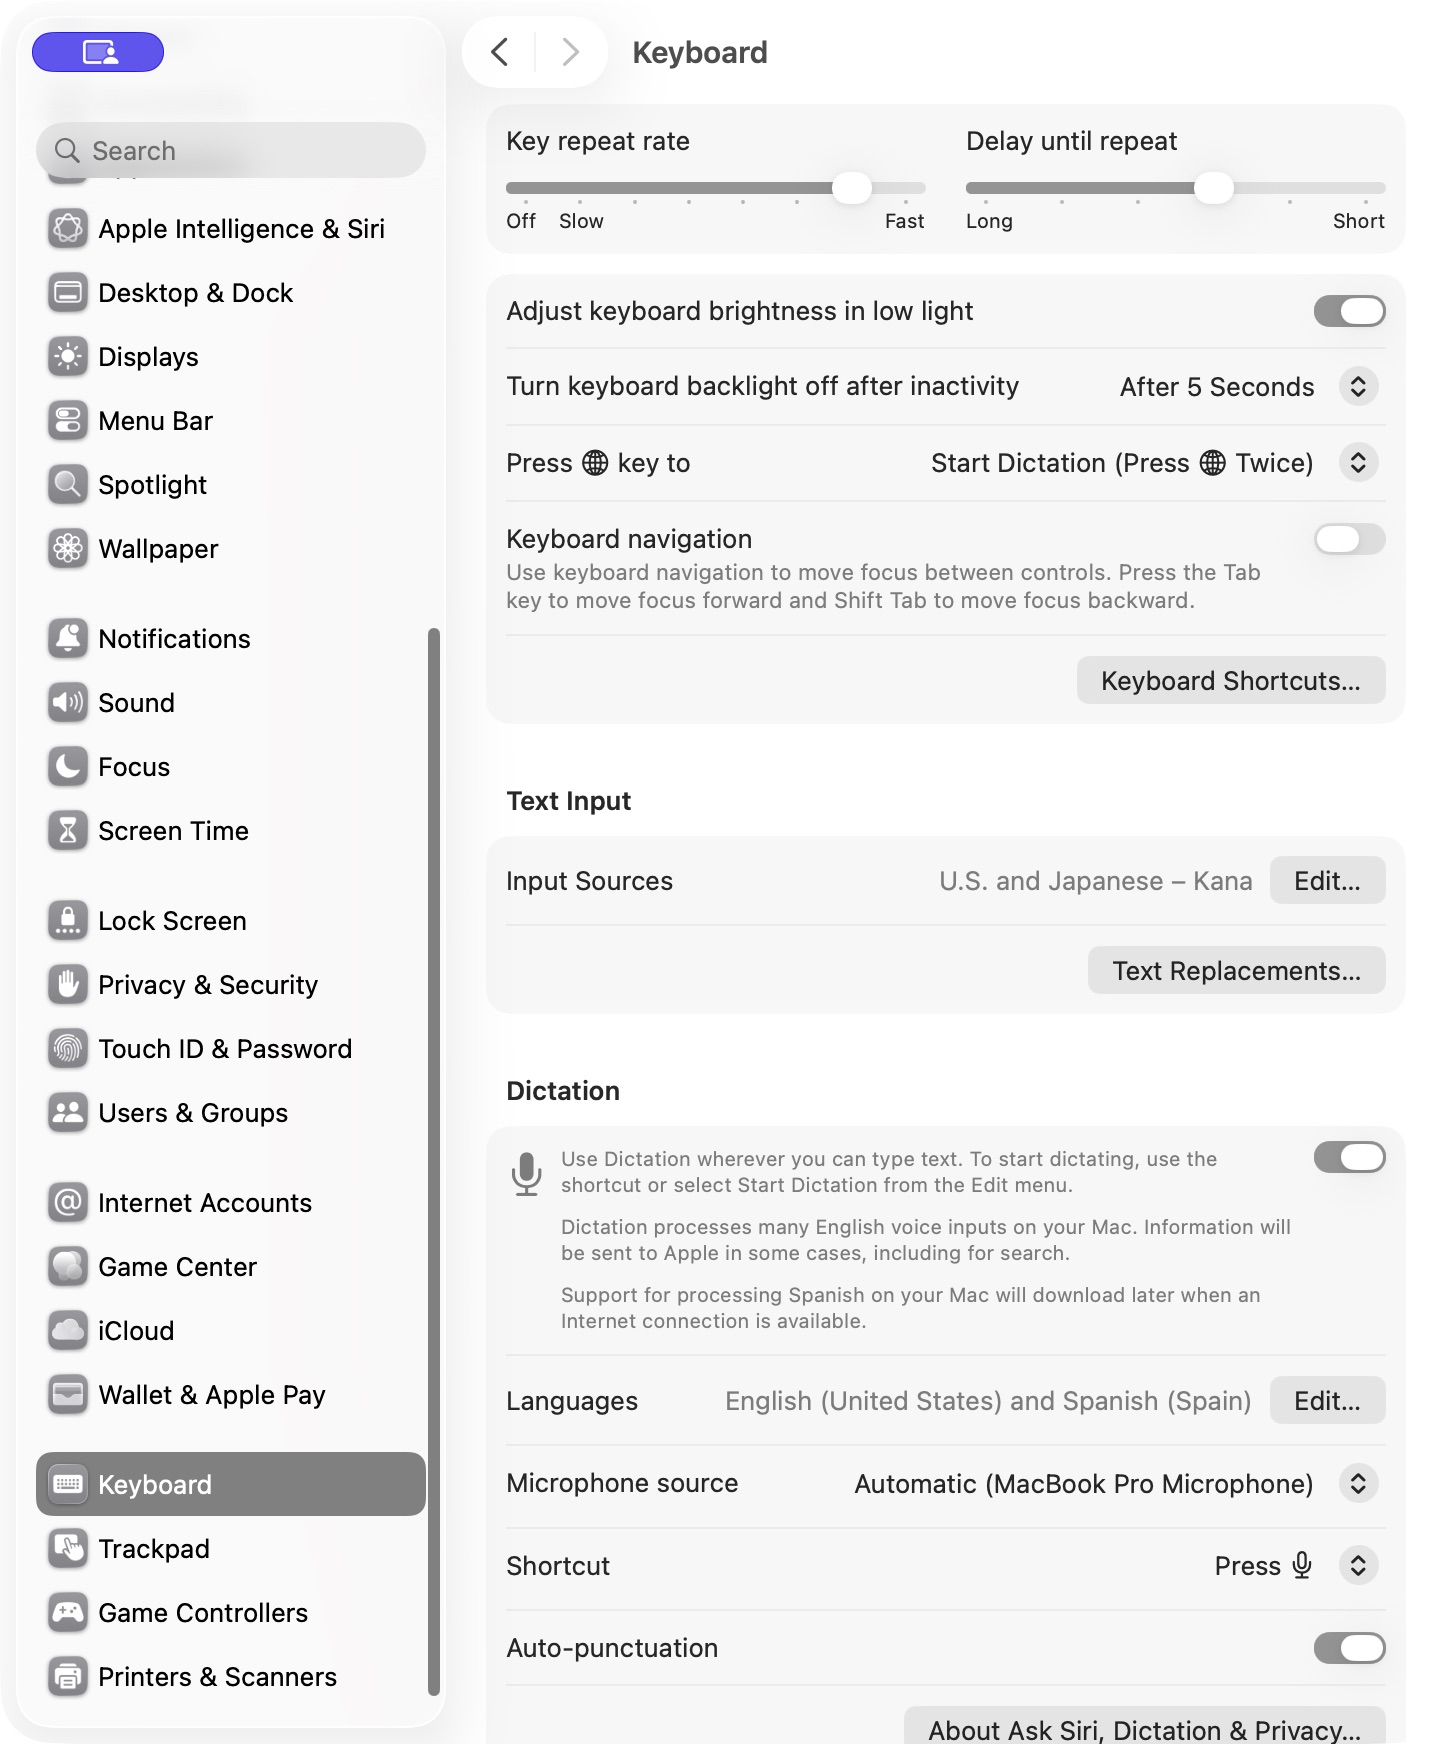 Search
Apple Intelligence & Siri
Desktop & Dock
Displays
Menu Bar
Spotlight
Wallpaper
Notifications
Sound
Focus
Screen Time
Lock Screen
Privacy & Security
Touch ID & Password
Users & Groups
Internet Accounts
Game Center
iCloud
Wallet & Apple Pay
Keyboard
Trackpad
Game Controllers
Printers & Scanners
Keyboard
Key repeat rate
Off Slow Fast
Delay until repeat
Long Short
Adjust keyboard brightness in low light
Turn keyboard backlight off after inactivity After 5 Seconds
Press 🌐 key to Start Dictation (Press 🌐 Twice)
Keyboard navigation
Use keyboard navigation to move focus between controls. Press the Tab
key to move focus forward and Shift Tab to move focus backward.
Keyboard Shortcuts...
Text Input
Input Sources U.S. and Japanese – Kana Edit...
Text Replacements...
Dictation
Use Dictation wherever you can type text. To start dictating, use the
shortcut or select Start Dictation from the Edit menu.
Dictation processes many English voice inputs on your Mac. Information will
be sent to Apple in some cases, including for search.
Support for processing Spanish on your Mac will download later when an
Internet connection is available.
Languages English (United States) and Spanish (Spain) Edit...
Microphone source Automatic (MacBook Pro Microphone)
Shortcut Press
Auto-punctuation
About Ask Siri, Dictation & Privacy...